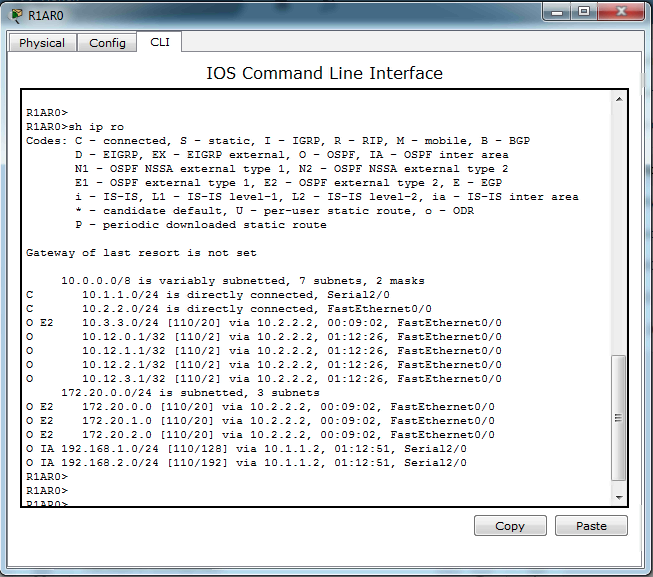 R1AR0
Physical
Config
CLI
IOS Command Line Interface
R1AR0>
R1AR0>sh ip ro
Codes: C - connected, S - static, I - IGRP, R - RIP, M - mobile, B - BGP
D - EIGRP, EX - EIGRP external, O - OSPF, IA - OSPF inter area
N1 - OSPF NSSA external type 1, N2 - OSPF NSSA external type 2
E1 - OSPF external type 1, E2 - OSPF external type 2, E - EGP
i - IS-IS, L1 - IS-IS level-1, L2 - IS-IS level-2, ia - IS-IS inter area
* - candidate default, U - per-user static route, o - ODR
P - periodic downloaded static route
Gateway of last resort is not set
10.0.0.0/8 is variably subnetted, 7 subnets, 2 masks
C 10.1.1.0/24 is directly connected, Serial2/0
C 10.2.2.0/24 is directly connected, FastEthernet0/0
O E2 10.3.3.0/24 [110/20] via 10.2.2.2, 00:09:02, FastEthernet0/0
O 10.12.0.1/32 [110/2] via 10.2.2.2, 01:12:26, FastEthernet0/0
O 10.12.1.1/32 [110/2] via 10.2.2.2, 01:12:26, FastEthernet0/0
O 10.12.2.1/32 [110/2] via 10.2.2.2, 01:12:26, FastEthernet0/0
O 10.12.3.1/32 [110/2] via 10.2.2.2, 01:12:26, FastEthernet0/0
172.20.0.0/24 is subnetted, 3 subnets
O E2 172.20.0.0 [110/20] via 10.2.2.2, 00:09:02, FastEthernet0/0
O E2 172.20.1.0 [110/20] via 10.2.2.2, 00:09:02, FastEthernet0/0
O E2 172.20.2.0 [110/20] via 10.2.2.2, 00:09:02, FastEthernet0/0
O IA 192.168.1.0/24 [110/128] via 10.1.1.2, 01:12:51, Serial2/0
O IA 192.168.2.0/24 [110/192] via 10.1.1.2, 01:12:51, Serial2/0
R1AR0>
R1AR0>
R1AR0>
Copy
Paste